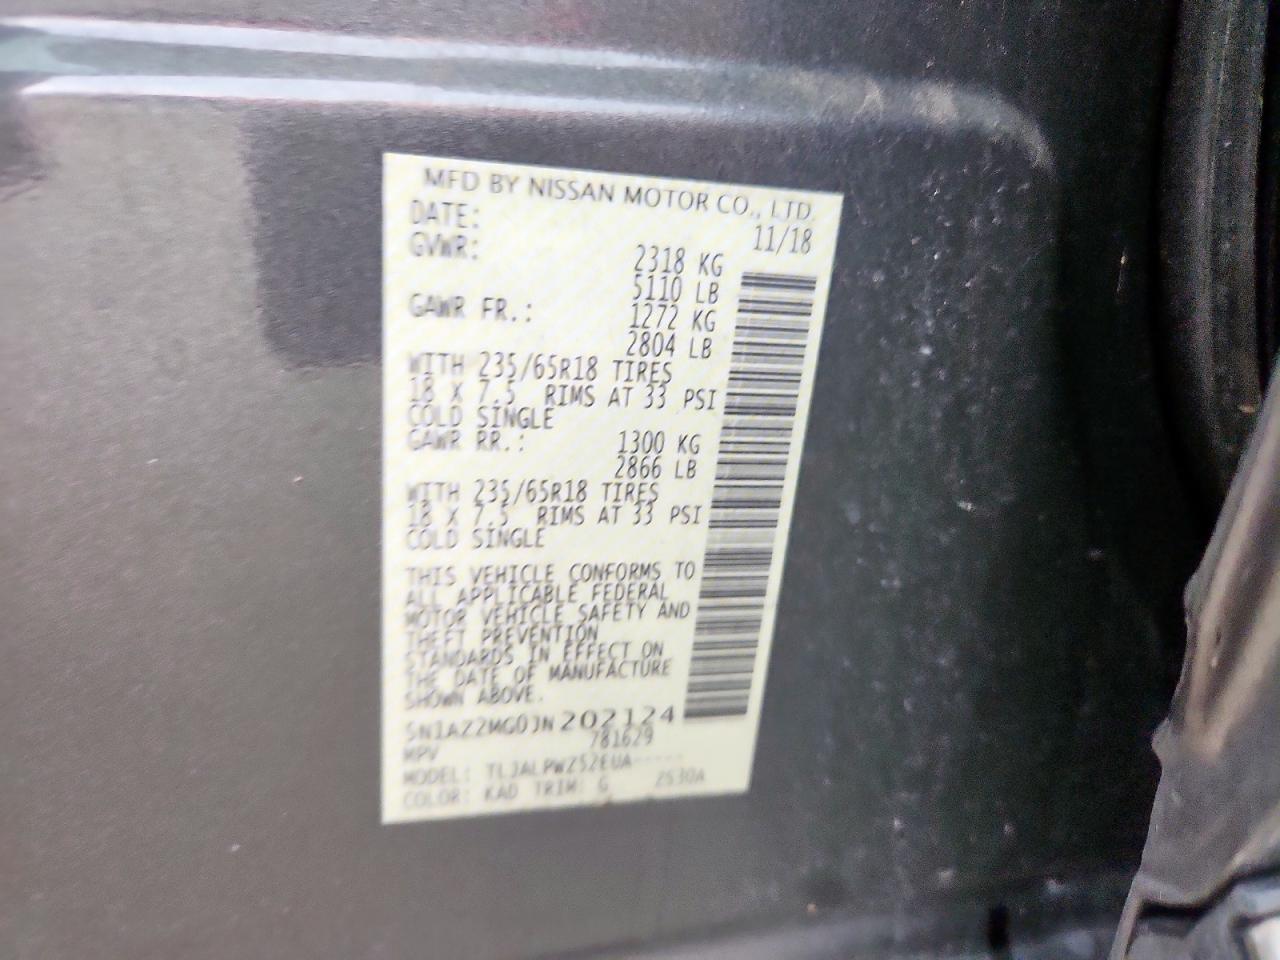 MFD BY NISSAN MOTOR CO., LTD.
DATE: 11/18
GVWR: 2318 KG
5110 LB
GAWR FR.: 1272 KG
2804 LB
WITH 235/65R18 TIRES
18 X 7.5 RIMS AT 33 PSI
COLD SINGLE
GAWR RR.: 1300 KG
2866 LB
WITH 235/65R18 TIRES
18 X 7.5 RIMS AT 33 PSI
COLD SINGLE
THIS VEHICLE CONFORMS TO
ALL APPLICABLE FEDERAL
MOTOR VEHICLE SAFETY AND
THEFT PREVENTION
STANDARDS IN EFFECT ON
THE DATE OF MANUFACTURE
SHOWN ABOVE.
5N1AZ2MG0JN202124
781629
MPV
MODEL: TLJALPWZ52EUA-----
COLOR: KAD TRIM: G 2S30A